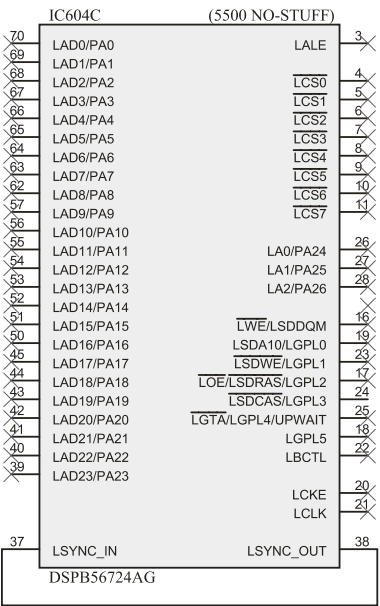 IC604C (5500 NO-STUFF)
70 LAD0/PA0 LALE 3
69 LAD1/PA1
68 LAD2/PA2 LCS0 4
67 LAD3/PA3 LCS1 5
66 LAD4/PA4 LCS2 6
65 LAD5/PA5 LCS3 7
64 LAD6/PA6 LCS4 8
63 LAD7/PA7 LCS5 9
62 LAD8/PA8 LCS6 10
57 LAD9/PA9 LCS7 11
56 LAD10/PA10
55 LAD11/PA11 LA0/PA24 26
54 LAD12/PA12 LA1/PA25 27
53 LAD13/PA13 LA2/PA26 28
52 LAD14/PA14
51 LAD15/PA15 LWE/LSDDQM 16
50 LAD16/PA16 LSDA10/LGPL0 19
45 LAD17/PA17 LSDWE/LGPL1 23
44 LAD18/PA18 LOE/LSDRAS/LGPL2 17
43 LAD19/PA19 LSDCAS/LGPL3 24
42 LAD20/PA20 LGTA/LGPL4/UPWAIT 25
41 LAD21/PA21 LGPL5 18
40 LAD22/PA22 LBCTL 22
39 LAD23/PA23
LCKE 20
LCLK 21
37 LSYNC_IN LSYNC_OUT 38
DSPB56724AG